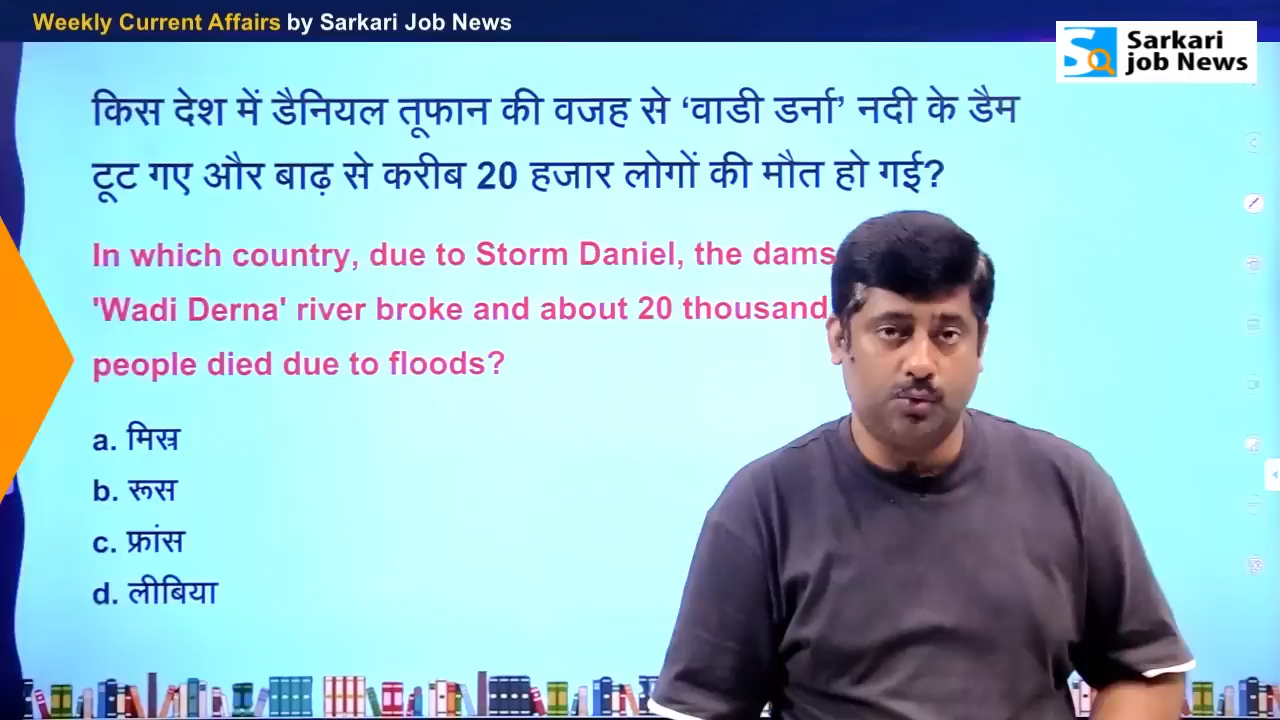 Weekly Current Affairs by Sarkari Job News
Sarkari
job News
किस देश में डैनियल तूफान की वजह से ‘वाडी डर्ना’ नदी के डैम
टूट गए और बाढ़ से करीब 20 हजार लोगों की मौत हो गई?
In which country, due to Storm Daniel, the dams
'Wadi Derna' river broke and about 20 thousand
people died due to floods?
a. मिस्र
b. रूस
c. फ्रांस
d. लीबिया